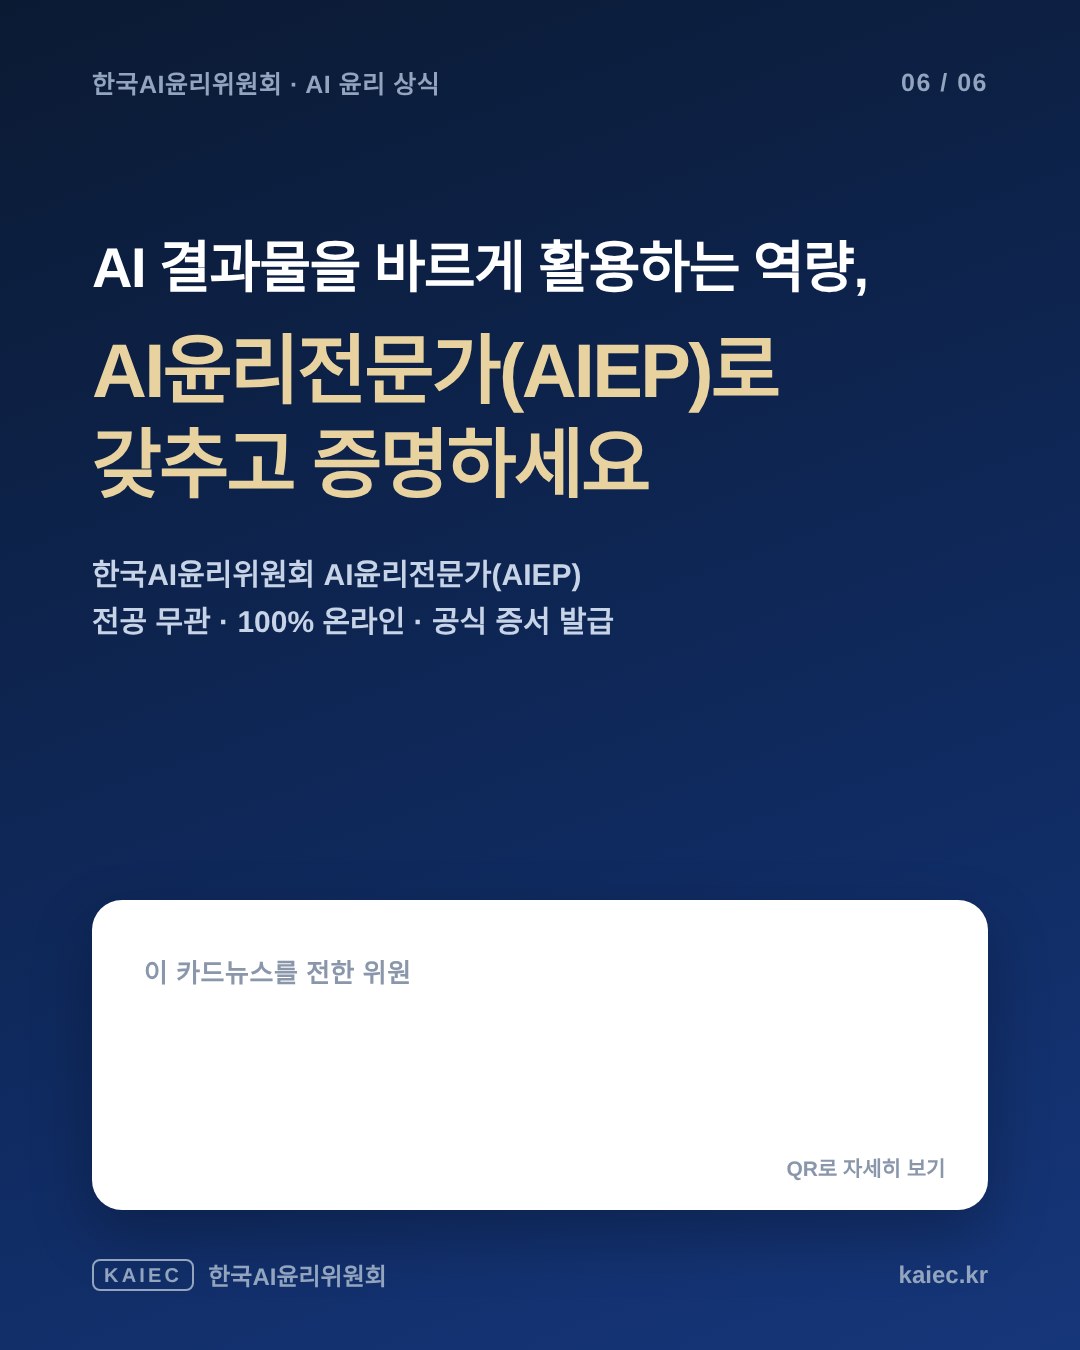 한국AI윤리위원회 · AI 윤리 상식
06 / 06
AI 결과물을 바르게 활용하는 역량,
AI윤리전문가(AIEP)로
갖추고 증명하세요
한국AI윤리위원회 AI윤리전문가(AIEP)
전공 무관 · 100% 온라인 · 공식 증서 발급
이 카드뉴스를 전한 위원
QR로 자세히 보기
KAIEC 한국AI윤리위원회
kaiec.kr